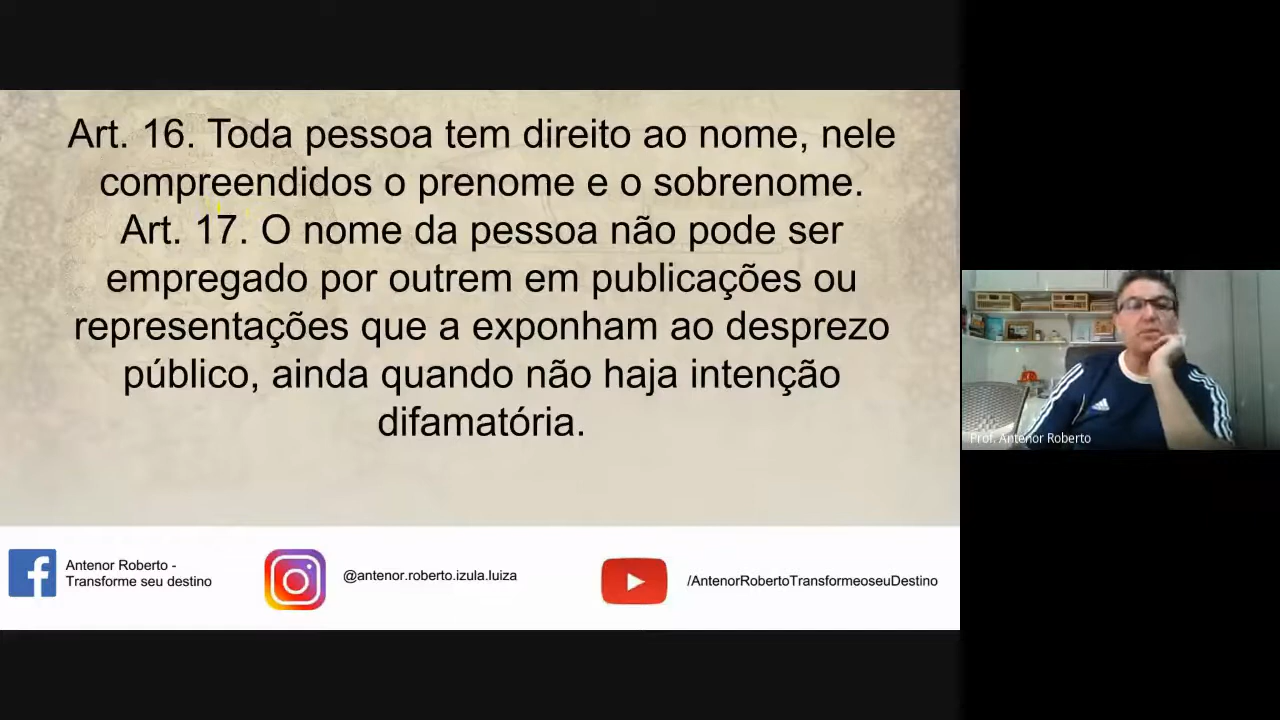 Art. 16. Toda pessoa tem direito ao nome, nele
compreendidos o prenome e o sobrenome.
Art. 17. O nome da pessoa não pode ser
empregado por outrem em publicações ou
representações que a exponham ao desprezo
público, ainda quando não haja intenção
difamatória.
Prof. Antenor Roberto
Antenor Roberto -
Transforme seu destino
@antenor.roberto.izula.luiza
/AntenorRobertoTransformeoseuDestino